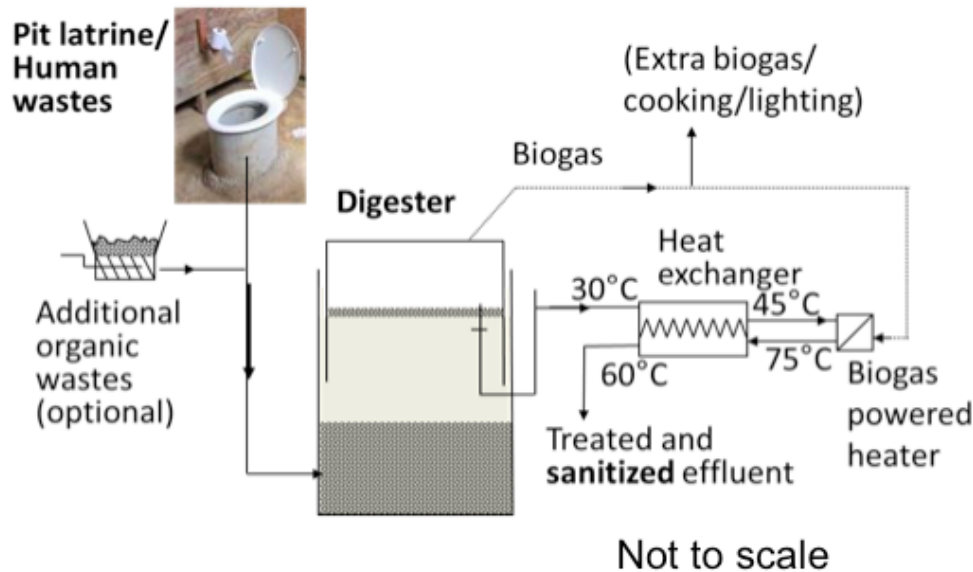 Pit latrine/
Human
wastes
(Extra biogas/
cooking/lighting)
Biogas
Digester
Heat
exchanger
30°C
45°C
75°C
60°C
Additional
organic
wastes
(optional)
Biogas
powered
heater
Treated and
sanitized effluent
Not to scale